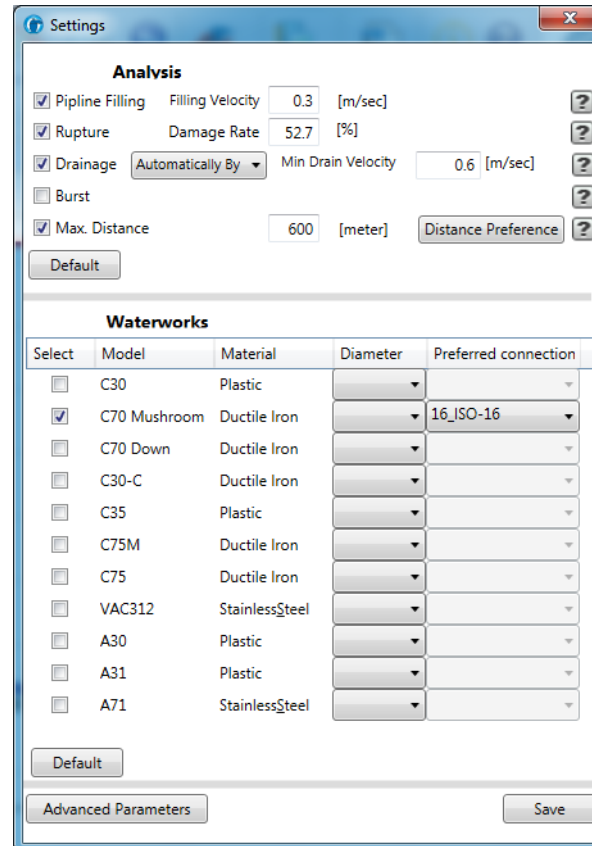 Settings
Analysis
Pipline Filling Filling Velocity 0.3 [m/sec] ?
Rupture Damage Rate 52.7 [%] ?
Drainage Automatically By Min Drain Velocity 0.6 [m/sec] ?
Burst ?
Max. Distance 600 [meter] Distance Preference ?
Default
Waterworks
Select Model Material Diameter Preferred connection
C30 Plastic
C70 Mushroom Ductile Iron 16_ISO-16
C70 Down Ductile Iron
C30-C Ductile Iron
C35 Plastic
C75M Ductile Iron
C75 Ductile Iron
VAC312 StainlessSteel
A30 Plastic
A31 Plastic
A71 StainlessSteel
Default
Advanced Parameters Save